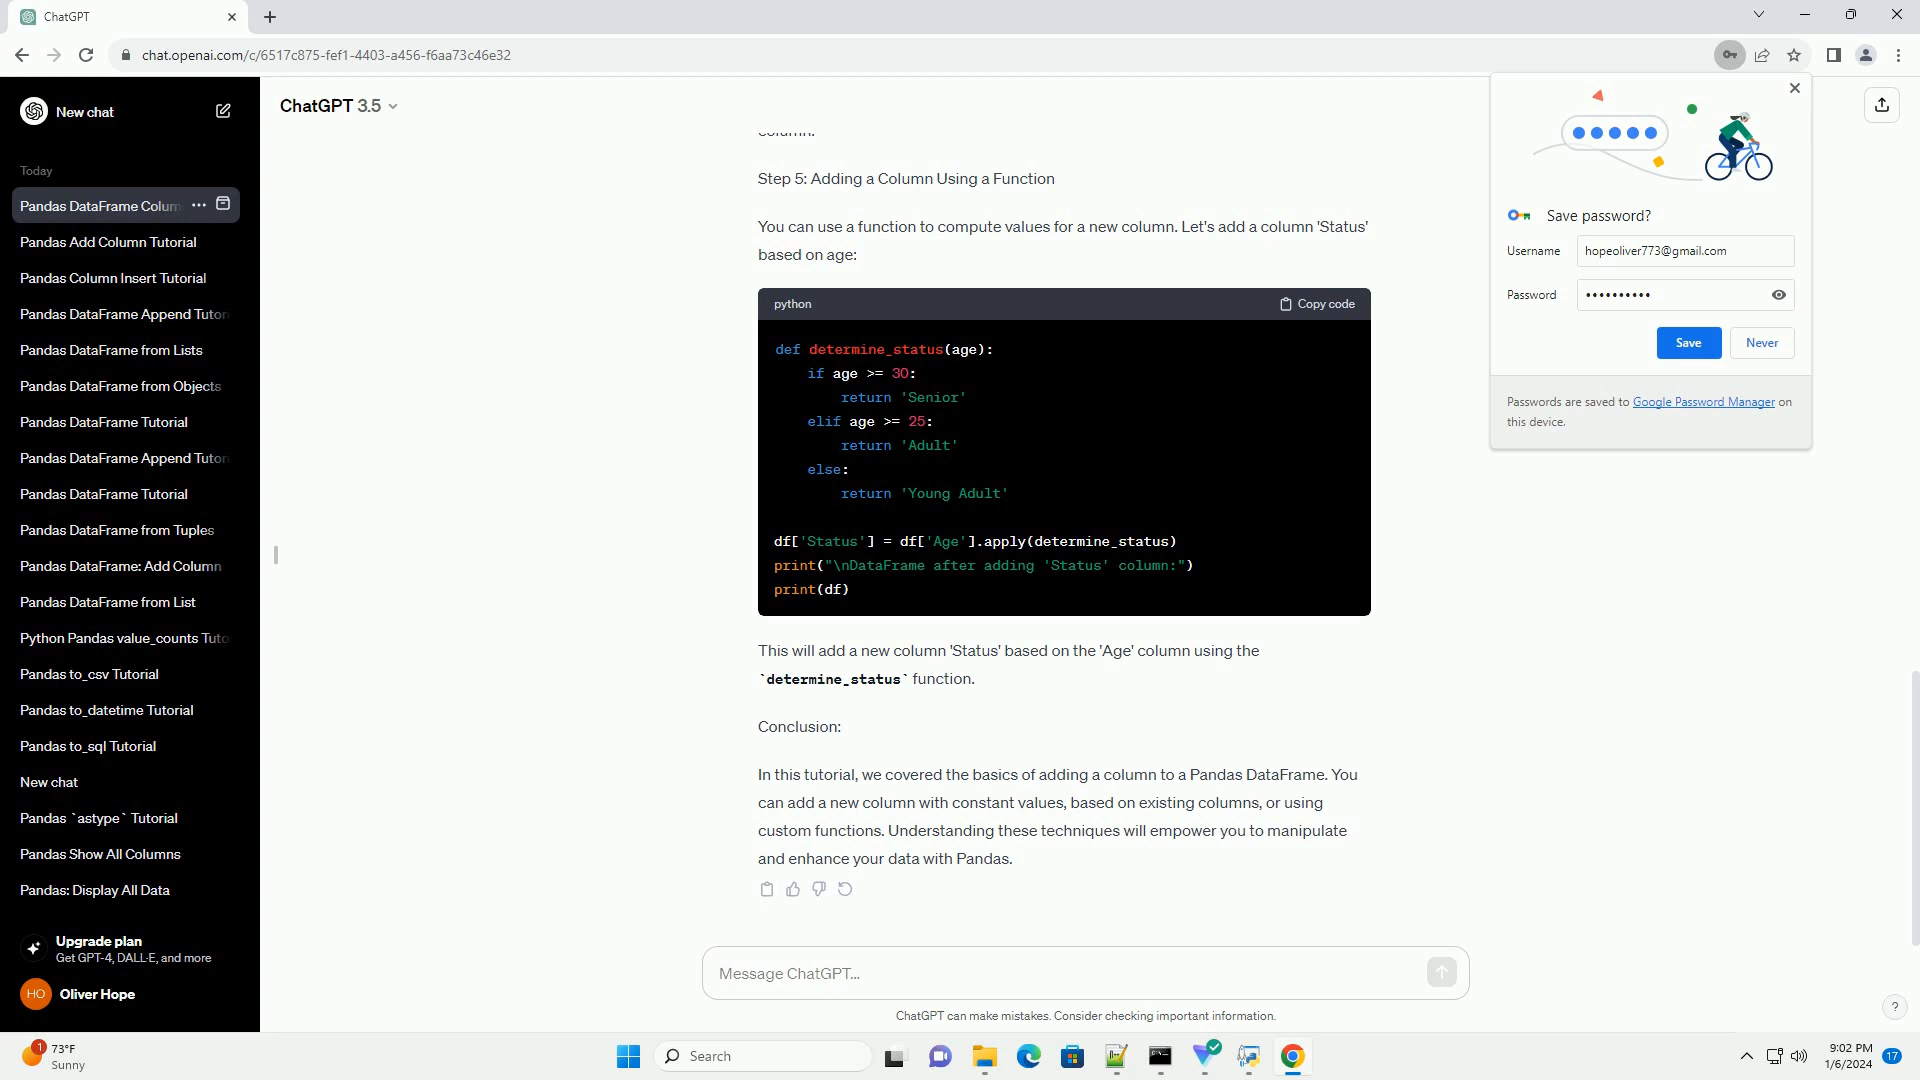 ChatGPT
chat.openai.com/c/6517c875-fef1-4403-a456-f6aa73c46e32
New chat
Today
Pandas DataFrame Colum
Pandas Add Column Tutorial
Pandas Column Insert Tutorial
Pandas DataFrame Append Tutori
Pandas DataFrame from Lists
Pandas DataFrame from Objects
Pandas DataFrame Tutorial
Pandas DataFrame Append Tutori
Pandas DataFrame Tutorial
Pandas DataFrame from Tuples
Pandas DataFrame: Add Column
Pandas DataFrame from List
Python Pandas value_counts Tuto
Pandas to_csv Tutorial
Pandas to_datetime Tutorial
Pandas to_sql Tutorial
New chat
Pandas `astype` Tutorial
Pandas Show All Columns
Pandas: Display All Data
Upgrade plan
Get GPT-4, DALL·E, and more
HO Oliver Hope
ChatGPT 3.5
column.
Step 5: Adding a Column Using a Function
You can use a function to compute values for a new column. Let's add a column 'Status'
based on age:
python Copy code
def determine_status(age):
if age >= 30:
return 'Senior'
elif age >= 25:
return 'Adult'
else:
return 'Young Adult'
df['Status'] = df['Age'].apply(determine_status)
print("\nDataFrame after adding 'Status' column:")
print(df)
This will add a new column 'Status' based on the 'Age' column using the
`determine_status` function.
Conclusion:
In this tutorial, we covered the basics of adding a column to a Pandas DataFrame. You
can add a new column with constant values, based on existing columns, or using
custom functions. Understanding these techniques will empower you to manipulate
and enhance your data with Pandas.
Message ChatGPT...
ChatGPT can make mistakes. Consider checking important information.
?
Save password?
Username hopeoliver773@gmail.com
Password ••••••••••
Save Never
Passwords are saved to Google Password Manager on
this device.
1
73°F
Sunny
Search
9:02 PM
1/6/2024
17